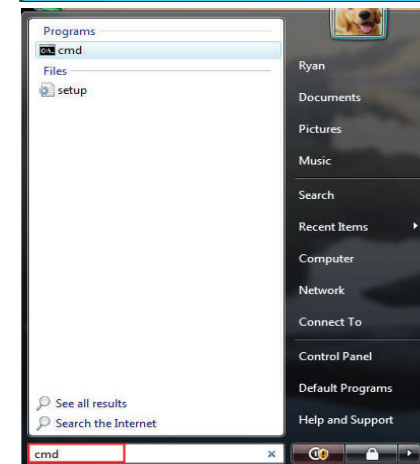 Programs
cmd
Files
setup
See all results
Search the Internet
cmd
Ryan
Documents
Pictures
Music
Search
Recent Items
Computer
Network
Connect To
Control Panel
Default Programs
Help and Support